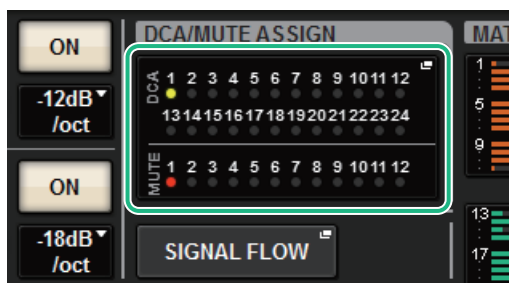 ON
-12dB
/oct
ON
-18dB
/oct
DCA/MUTE ASSIGN
DCA
1 2 3 4 5 6 7 8 9 10 11 12
13 14 15 16 17 18 19 20 21 22 23 24
MUTE
1 2 3 4 5 6 7 8 9 10 11 12
SIGNAL FLOW
MAT
1
5
9
13
17